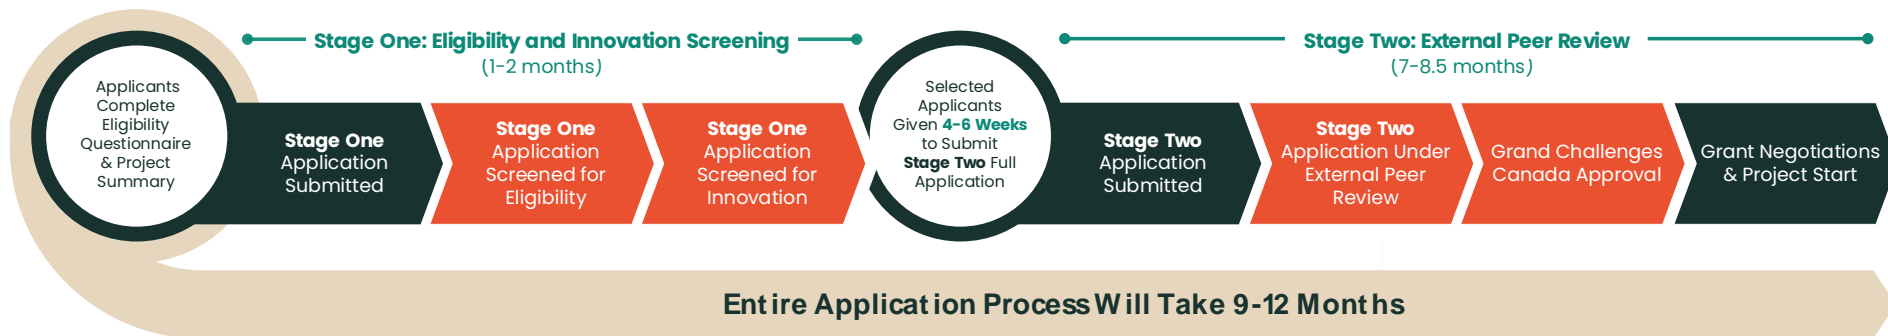 Stage One: Eligibility and Innovation Screening
(1-2 months)
Stage Two: External Peer Review
(7-8.5 months)
Applicants
Complete
Eligibility
Questionnaire
& Project
Summary
Stage One
Application
Submitted
Stage One
Application
Screened for
Eligibility
Stage One
Application
Screened for
Innovation
Selected
Applicants
Given 4-6 Weeks
to Submit
Stage Two Full
Application
Stage Two
Application
Submitted
Stage Two
Application Under
External Peer
Review
Grand Challenges
Canada Approval
Grant Negotiations
& Project Start
Entire Application Process Will Take 9-12 Months